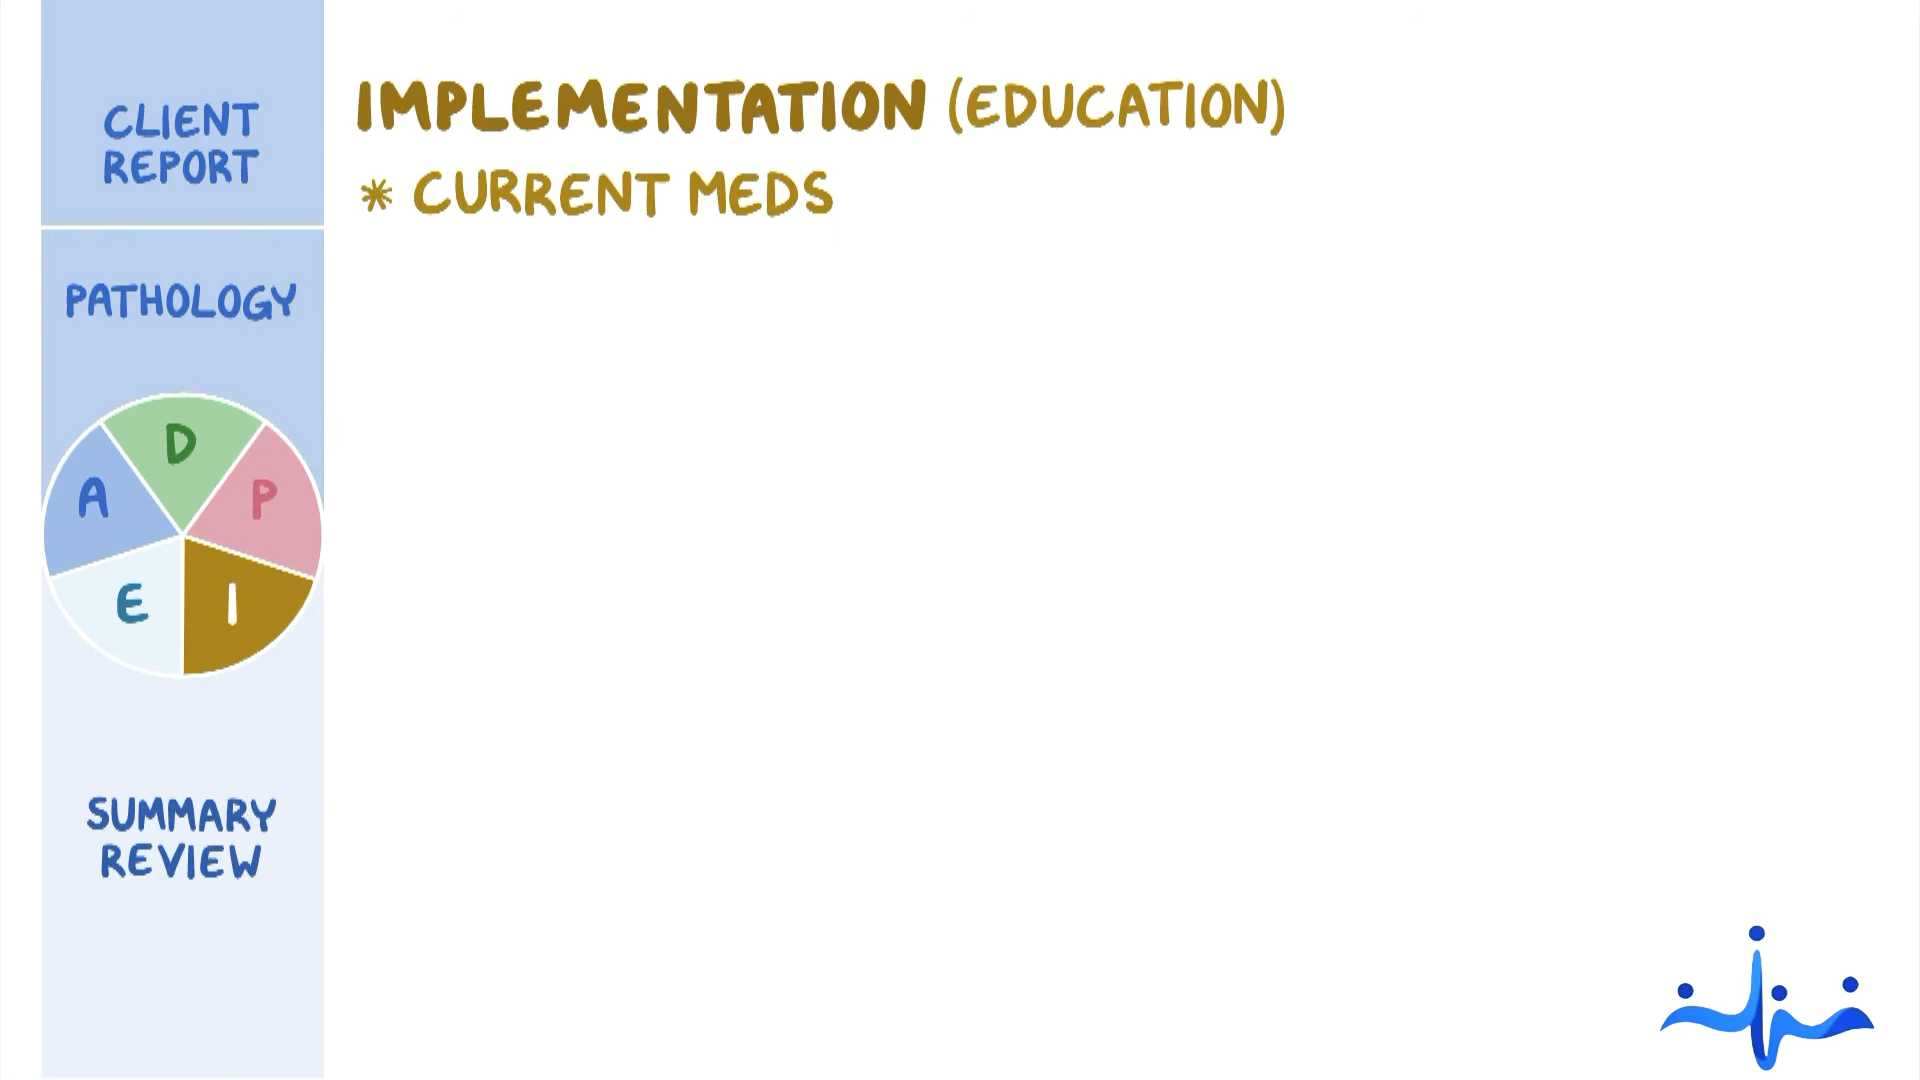 CLIENT
REPORT
PATHOLOGY
A
D
P
E
I
SUMMARY
REVIEW
IMPLEMENTATION (EDUCATION)
* CURRENT MEDS